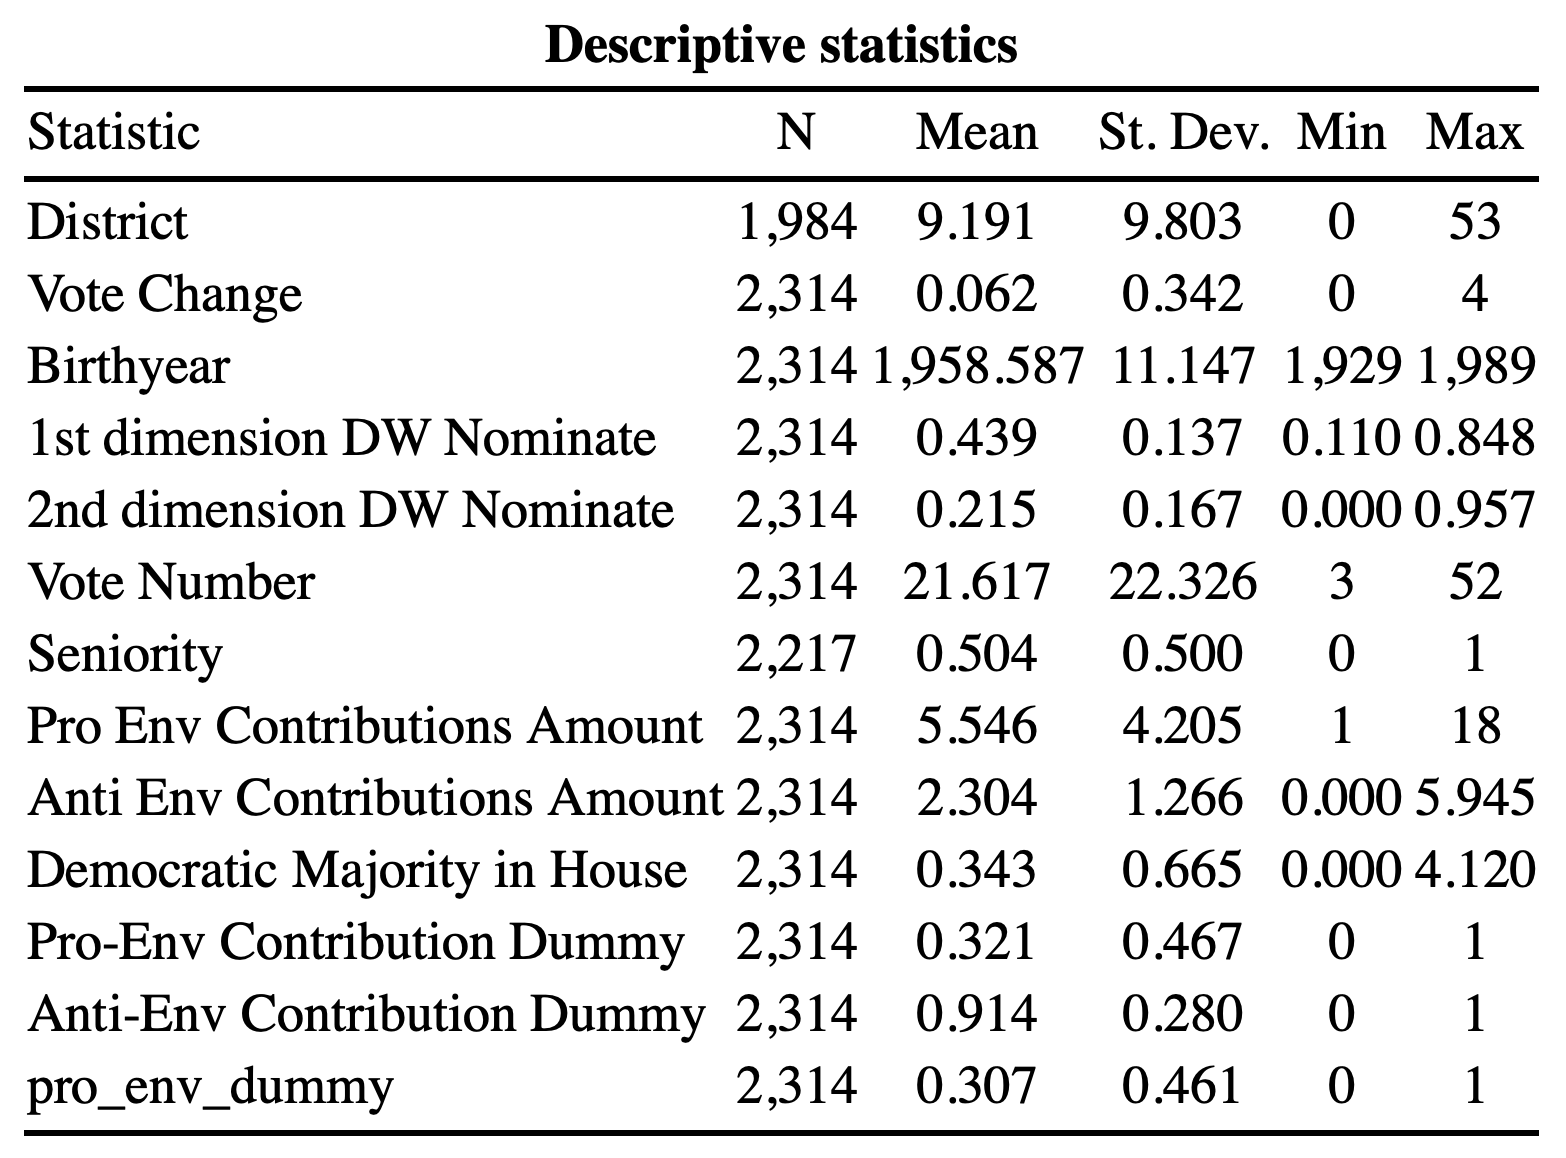 Descriptive statistics
Statistic N Mean St. Dev. Min Max
District 1,984 9.191 9.803 0 53
Vote Change 2,314 0.062 0.342 0 4
Birthyear 2,314 1,958.587 11.147 1,929 1,989
1st dimension DW Nominate 2,314 0.439 0.137 0.110 0.848
2nd dimension DW Nominate 2,314 0.215 0.167 0.000 0.957
Vote Number 2,314 21.617 22.326 3 52
Seniority 2,217 0.504 0.500 0 1
Pro Env Contributions Amount 2,314 5.546 4.205 1 18
Anti Env Contributions Amount 2,314 2.304 1.266 0.000 5.945
Democratic Majority in House 2,314 0.343 0.665 0.000 4.120
Pro-Env Contribution Dummy 2,314 0.321 0.467 0 1
Anti-Env Contribution Dummy 2,314 0.914 0.280 0 1
pro_env_dummy 2,314 0.307 0.461 0 1